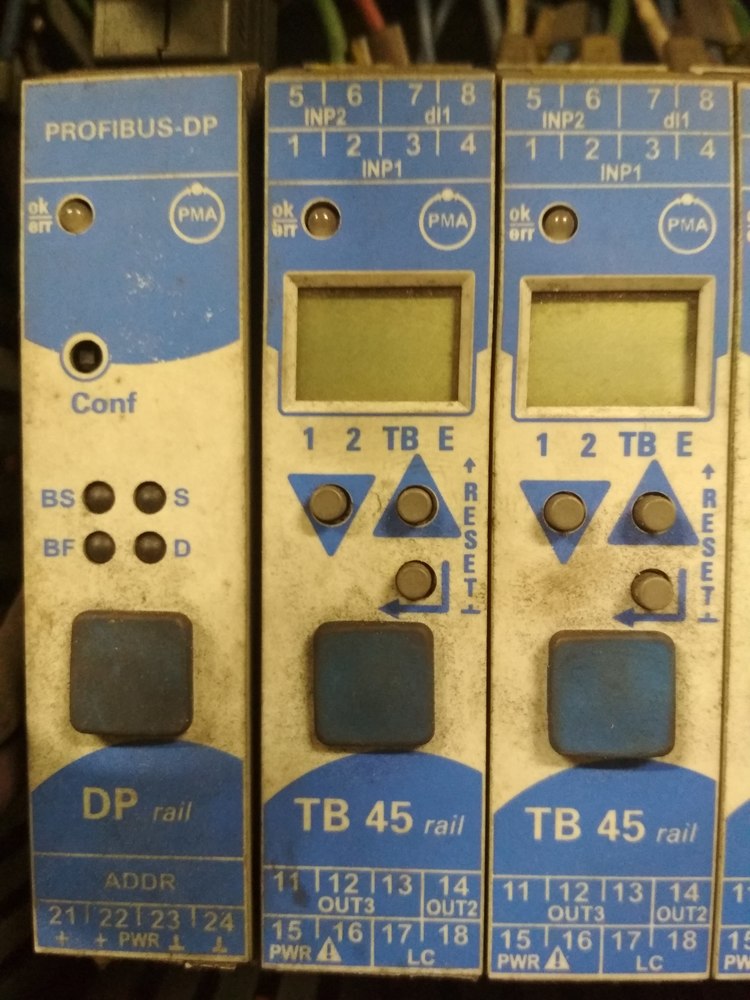 PROFIBUS-DP
ok
err
PMA
Conf
BS S
BF D
DP rail
ADDR
21 22 23 24
+ + PWR
5 6 7 8
INP2 dI1
1 2 3 4
INP1
ok
err
PMA
1 2 TB E
RESET
TB 45 rail
11 12 13 14
OUT3 OUT2
15 16 17 18
PWR LC
5 6 7 8
INP2 dI1
1 2 3 4
INP1
ok
err
PMA
1 2 TB E
RESET
TB 45 rail
11 12 13 14
OUT3 OUT2
15 16 17 18
PWR LC